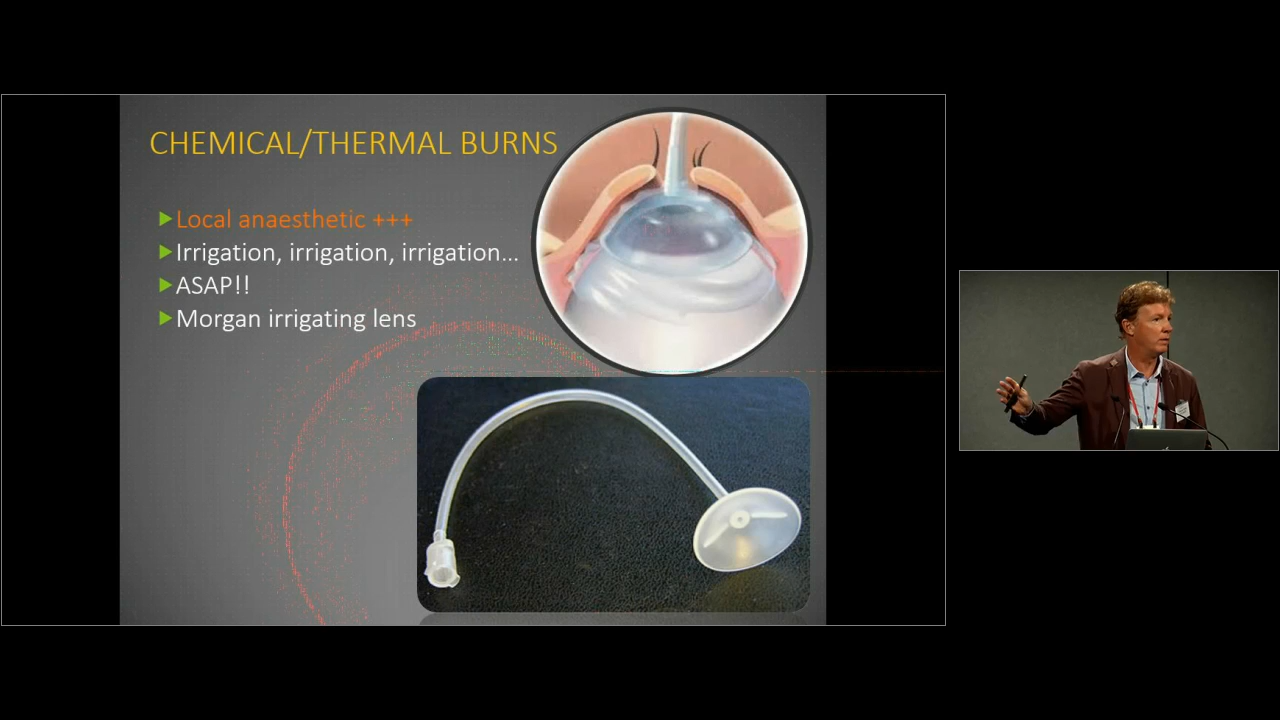 CHEMICAL/THERMAL BURNS
Local anaesthetic +++
Irrigation, irrigation, irrigation...
ASAP!!
Morgan irrigating lens